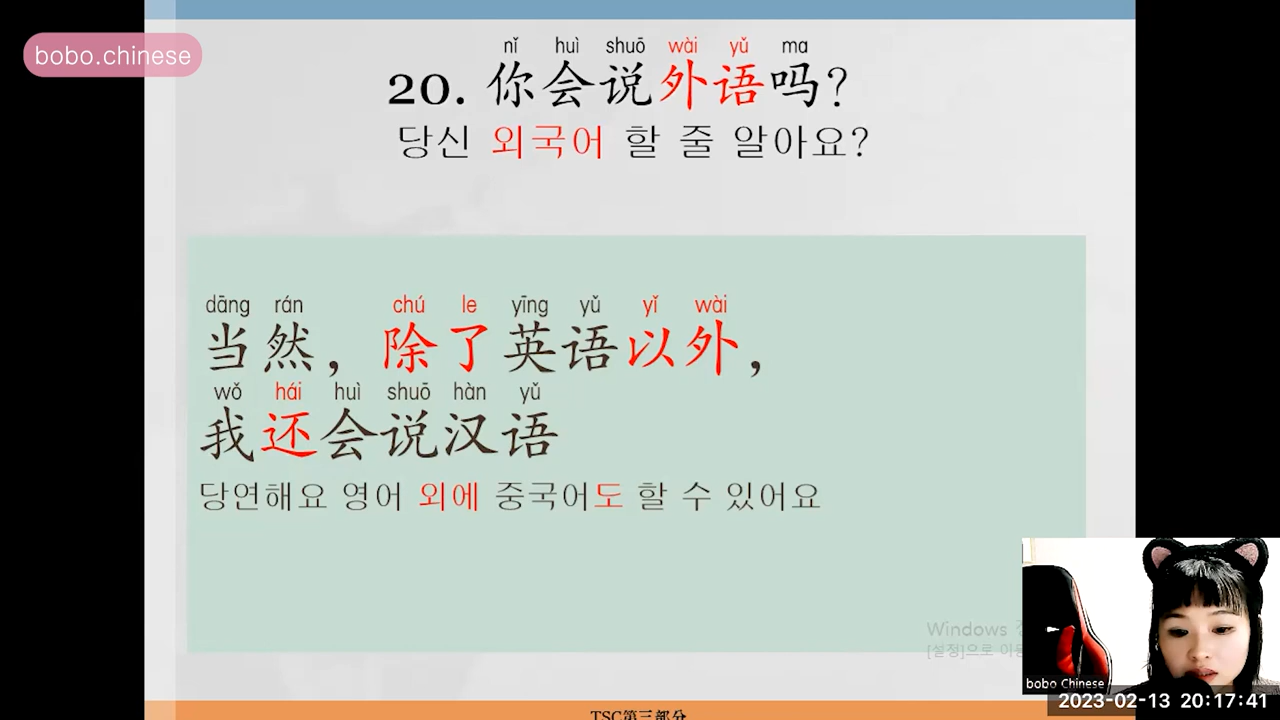 bobo.chinese
nǐ huì shuō wài yǔ ma
20. 你会说外语吗?
당신 외국어 할 줄 알아요?
dāng rán chú le yīng yǔ yǐ wài
当然，除了英语以外，
wǒ hái huì shuō hàn yǔ
我还会说汉语
당연해요 영어 외에 중국어도 할 수 있어요
Windows
[설정]으로
bobo Chinese
2023-02-13 20:17:41
TSC第三部分